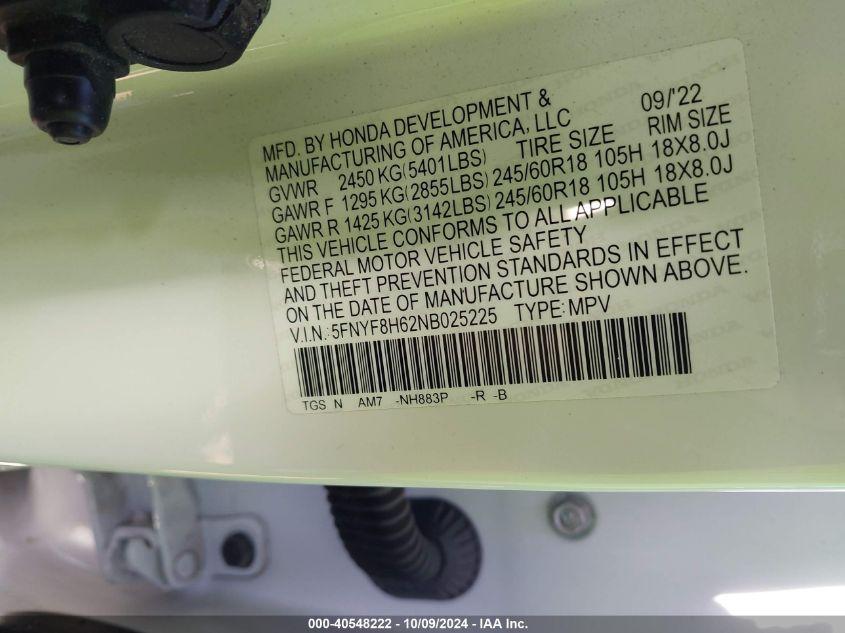 MFD. BY HONDA DEVELOPMENT & 09/'22
MANUFACTURING OF AMERICA, LLC
GVWR 2450 KG(5401LBS) TIRE SIZE RIM SIZE
GAWR F 1295 KG(2855LBS) 245/60R18 105H 18X8.0J
GAWR R 1425 KG(3142LBS) 245/60R18 105H 18X8.0J
THIS VEHICLE CONFORMS TO ALL APPLICABLE
FEDERAL MOTOR VEHICLE SAFETY
AND THEFT PREVENTION STANDARDS IN EFFECT
ON THE DATE OF MANUFACTURE SHOWN ABOVE.
V.I.N.: 5FNYF8H62NB025225 TYPE: MPV
TGS N AM7 -NH883P -R -B
000-40548222 - 10/09/2024 - IAA Inc.